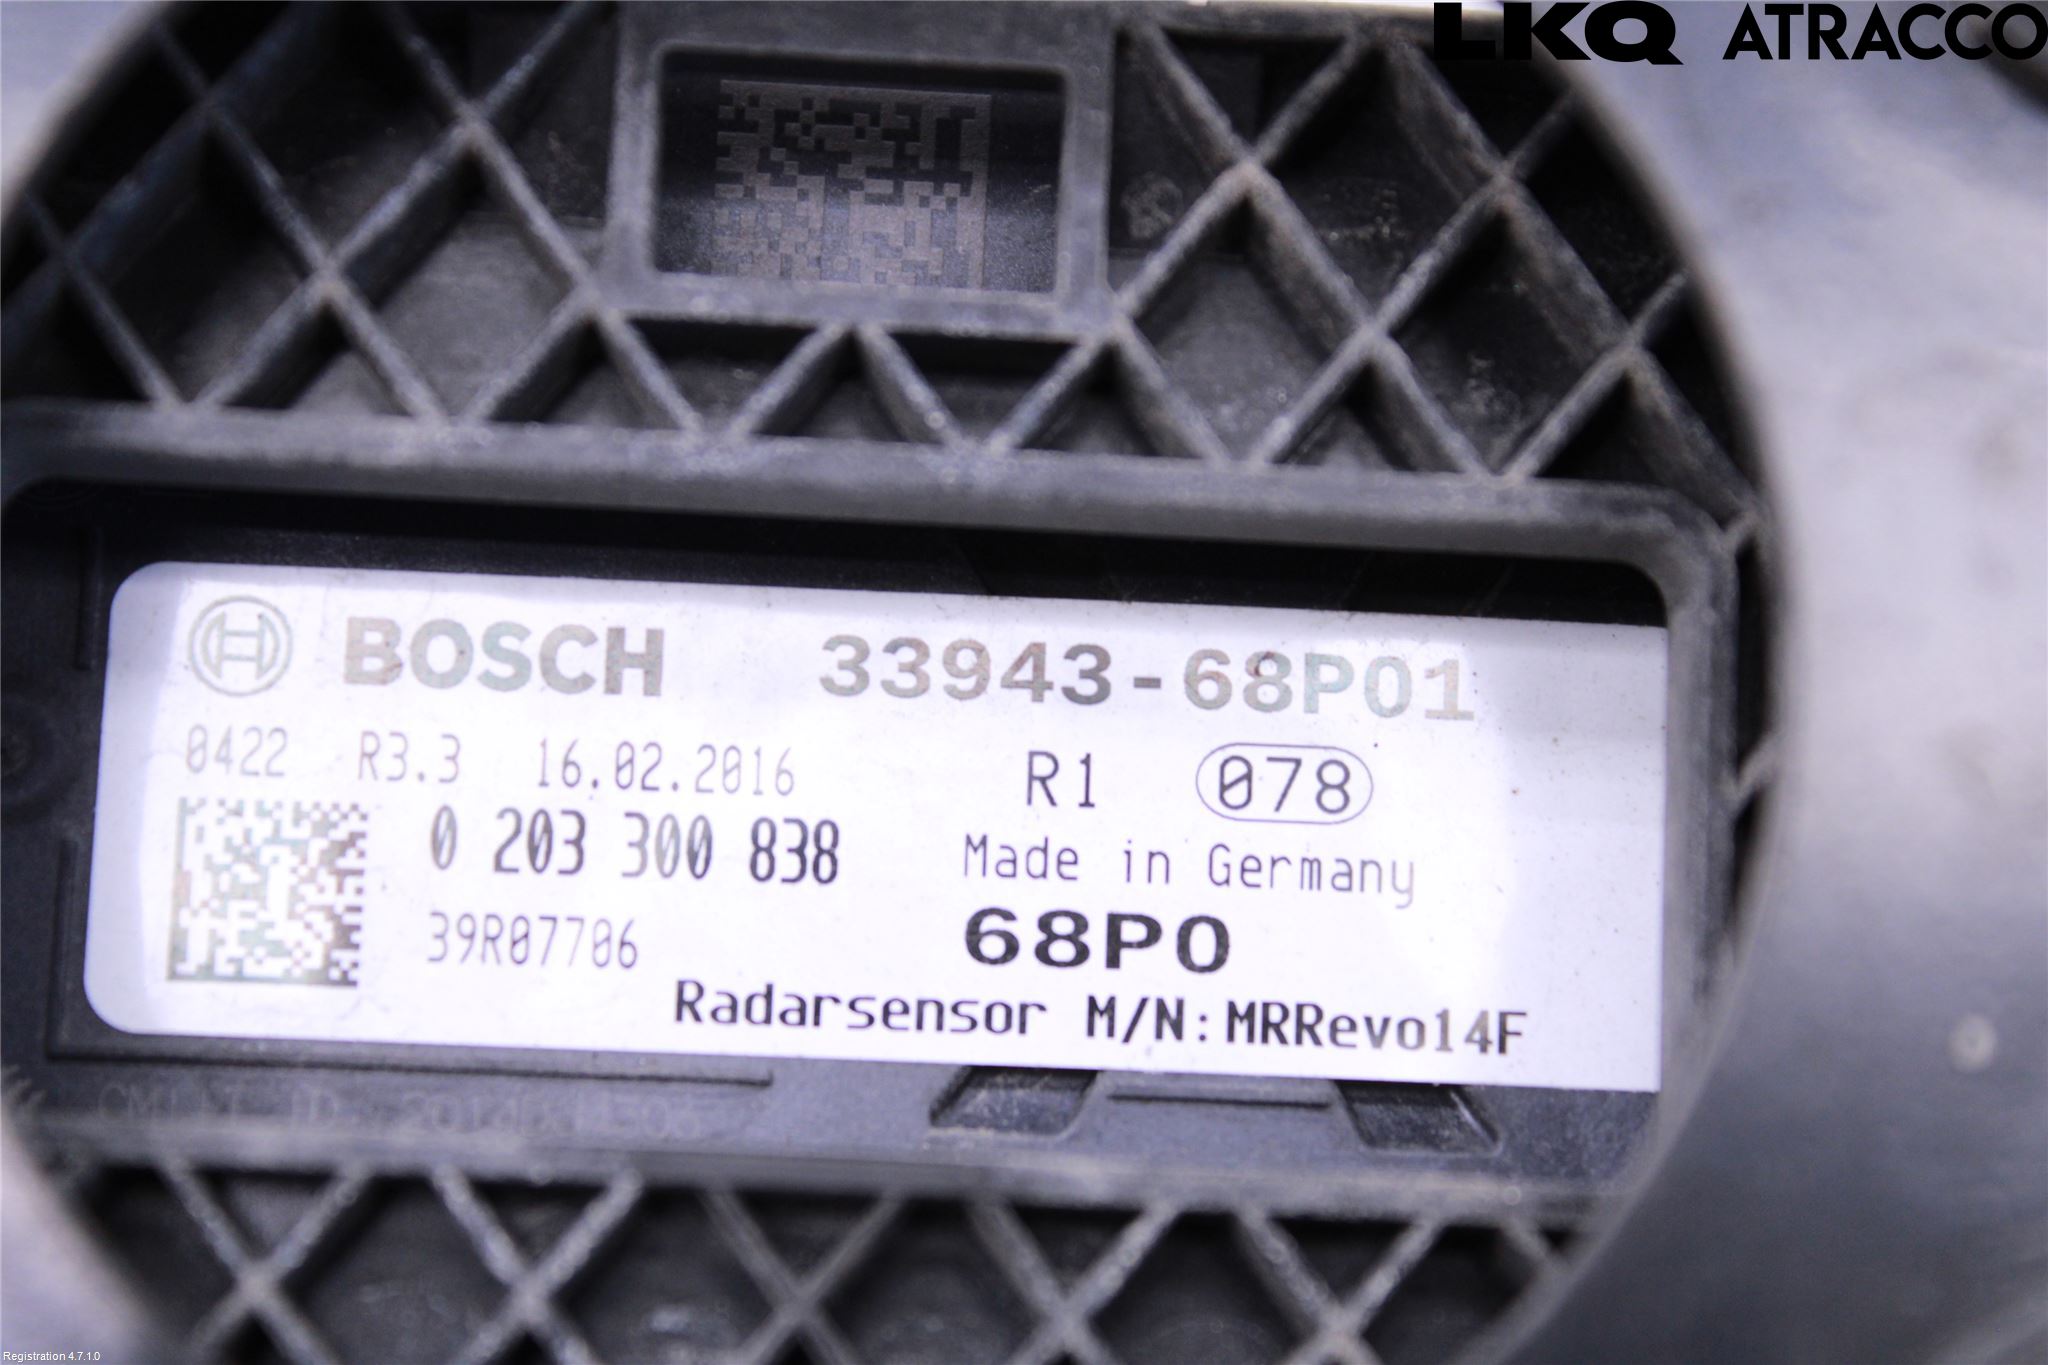 LKQ ATRACCO
BOSCH 33943-68P01
0422 R3.3 16.02.2016 R1 078
0 203 300 838 Made in Germany
39R07706 68P0
Radarsensor M/N:MRRevo14F
Registration 4.7.1.0